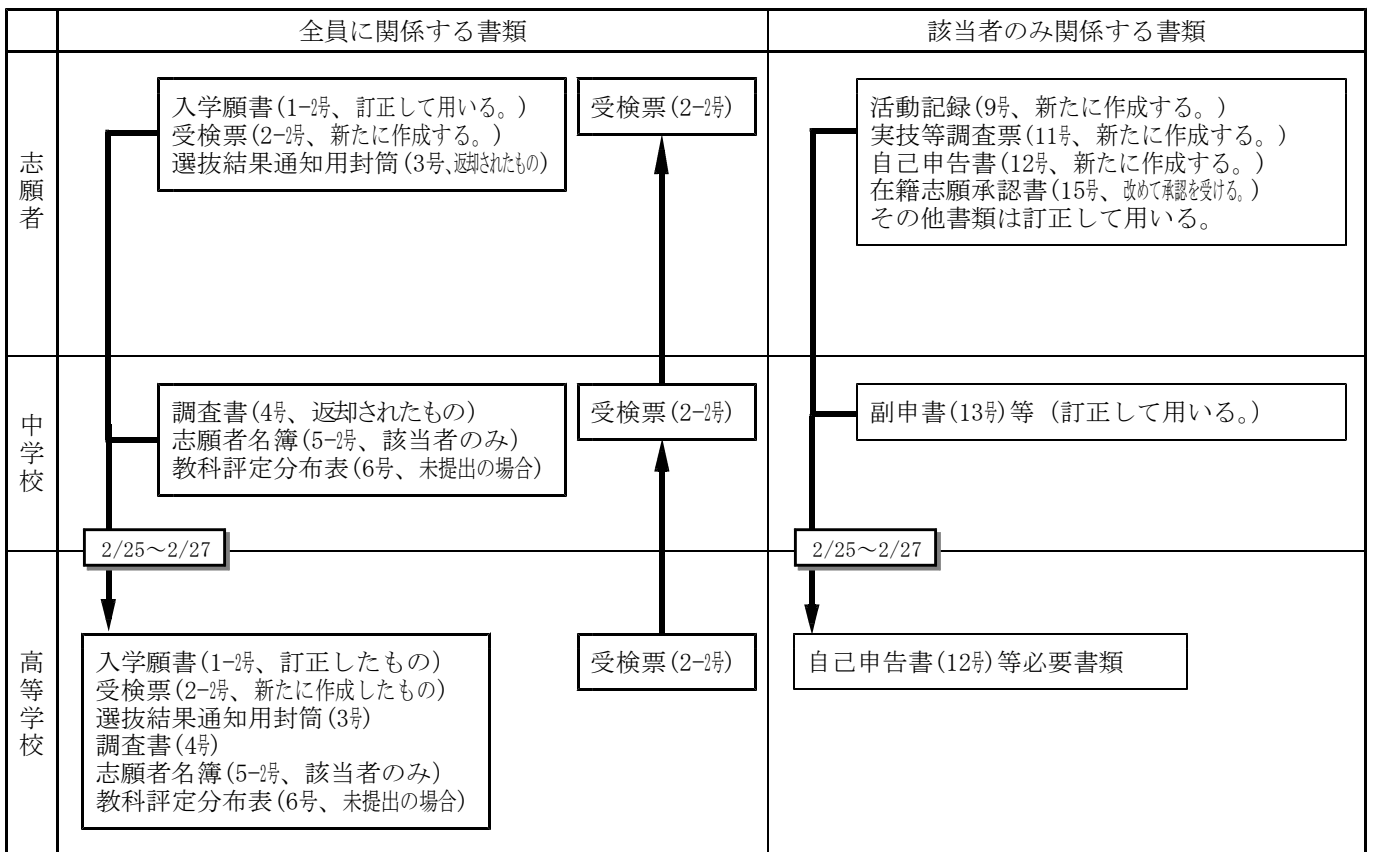 全員に関係する書類
該当者のみ関係する書類
志願者
入学願書(1-2号、訂正して用いる。)
受検票(2-2号、新たに作成する。)
選抜結果通知用封筒(3号、返却されたもの)
受検票(2-2号)
活動記録(9号、新たに作成する。)
実技等調査票(11号、新たに作成する。)
自己申告書(12号、新たに作成する。)
在籍志願承認書(15号、改めて承認を受ける。)
その他書類は訂正して用いる。
中学校
調査書(4号、返却されたもの)
志願者名簿(5-2号、該当者のみ)
教科評定分布表(6号、未提出の場合)
受検票(2-2号)
副申書(13号)等 (訂正して用いる。)
2/25～2/27
2/25～2/27
高等学校
入学願書(1-2号、訂正したもの)
受検票(2-2号、新たに作成したもの)
選抜結果通知用封筒(3号)
調査書(4号)
志願者名簿(5-2号、該当者のみ)
教科評定分布表(6号、未提出の場合)
受検票(2-2号)
自己申告書(12号)等必要書類